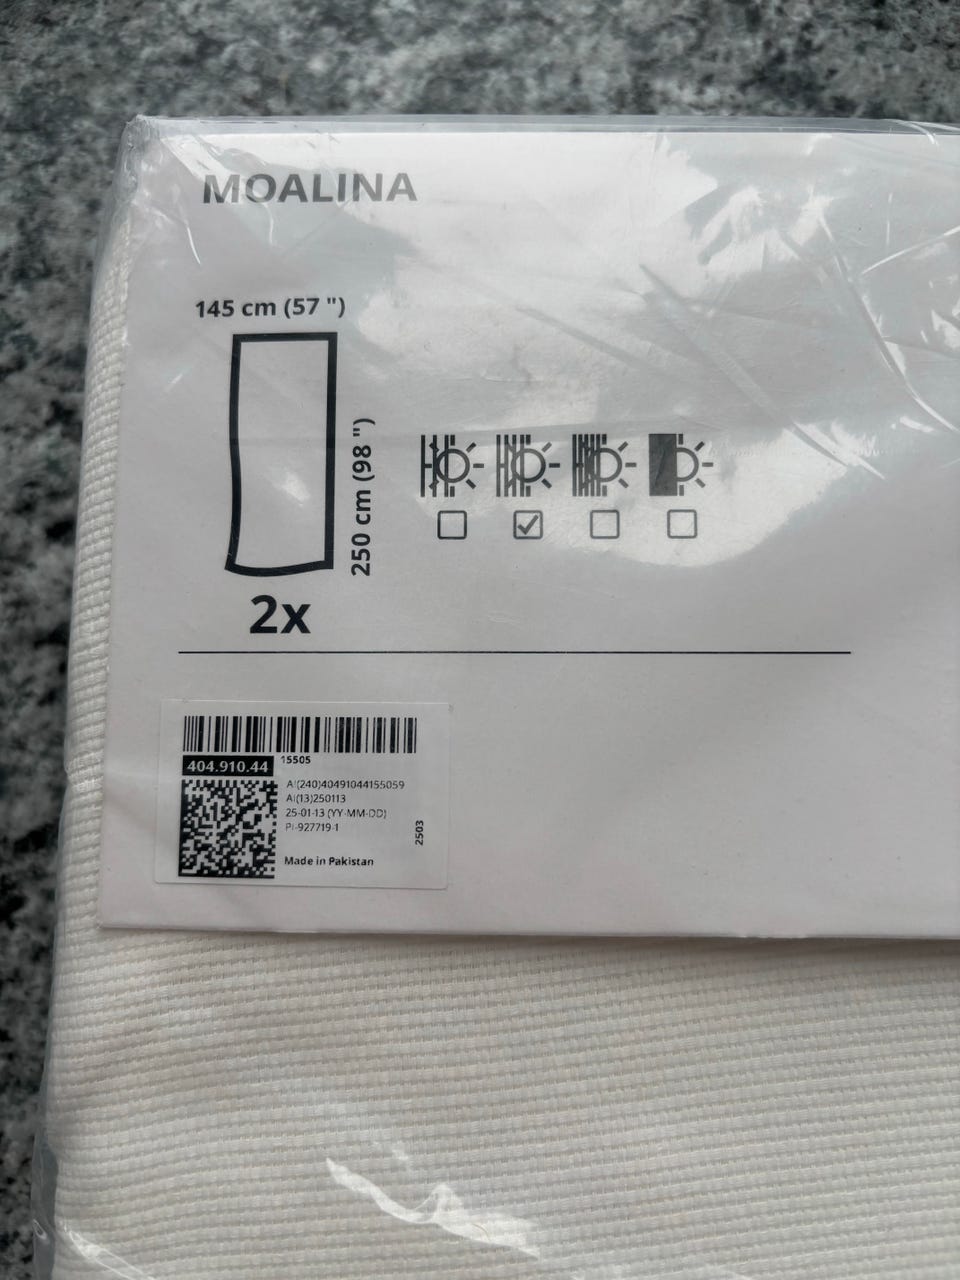 MOALINA
145 cm (57 ")
250 cm (98 ")
2x
404.910.44
15505
AI(240)40491044155059
AI(13)250113
25-01-13 (YY-MM-DD)
PI-927719-1
2503
Made in Pakistan